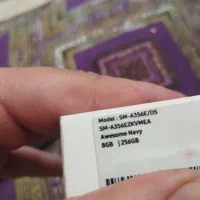 Model : SM-A356E/DS
SM-A356EZKVMEA
Awesome Navy
8GB | 256GB